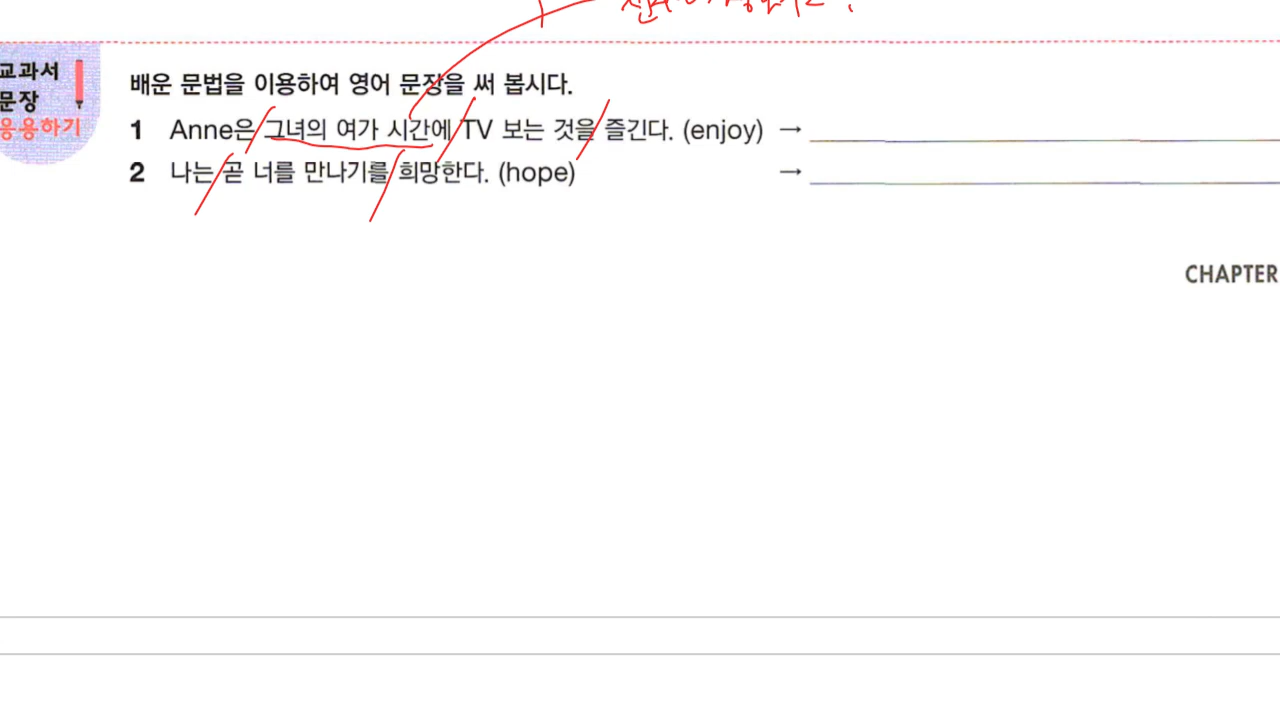 교과서
문장
응용하기
배운 문법을 이용하여 영어 문장을 써 봅시다.
1 Anne은 그녀의 여가 시간에 TV 보는 것을 즐긴다. (enjoy) →
2 나는 곧 너를 만나기를 희망한다. (hope) →
CHAPTER